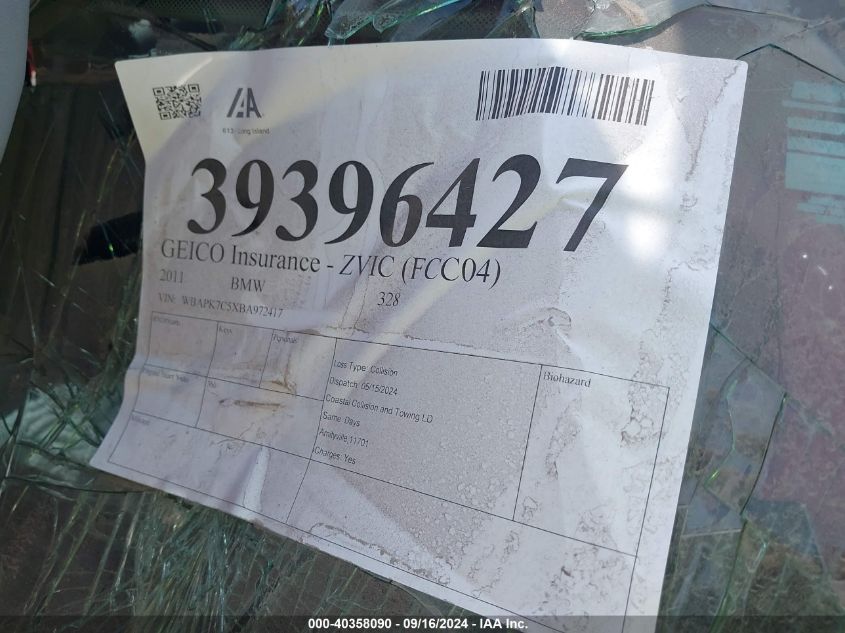 IAA
613 - Long Island
39396427
GEICO Insurance - ZVIC (FCC04)
2011 BMW 328
VIN: WBAPK7C5XBA972417
Keys
Personals
Loss Type: Collision
Dispatch: 05/15/2024
Coastal Collision and Towing LD
Same Days
Amityville,11701
Charges: Yes
Biohazard
000-40358090 - 09/16/2024 - IAA Inc.